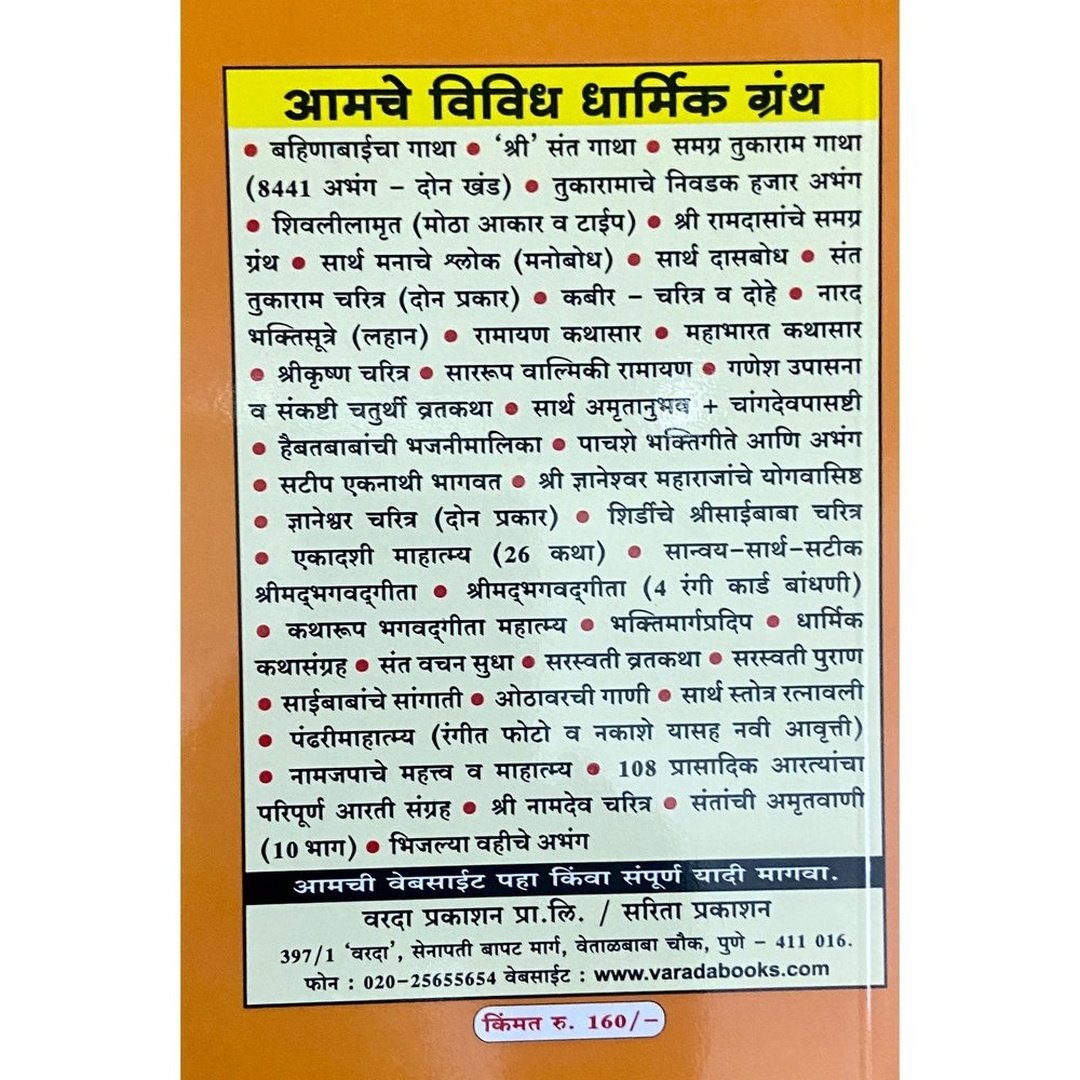 आमचे विविध धार्मिक ग्रंथ
• बहिणाबाईचा गाथा • ‘श्री’ संत गाथा • समग्र तुकाराम गाथा
(8441 अभंग – दोन खंड) • तुकारामाचे निवडक हजार अभंग
• शिवलीलामृत (मोठा आकार व टाईप) • श्री रामदासांचे समग्र
ग्रंथ • सार्थ मनाचे श्लोक (मनोबोध) • सार्थ दासबोध • संत
तुकाराम चरित्र (दोन प्रकार) • कबीर – चरित्र व दोहे • नारद
भक्तिसूत्रे (लहान) • रामायण कथासार • महाभारत कथासार
• श्रीकृष्ण चरित्र • साररूप वाल्मिकी रामायण • गणेश उपासना
व संकष्टी चतुर्थी व्रतकथा • सार्थ अमृतानुभव + चांगदेवपासष्टी
• हैबतबाबांची भजनीमालिका • पाचशे भक्तिगीते आणि अभंग
• सटीप एकनाथी भागवत • श्री ज्ञानेश्वर महाराजांचे योगवासिष्ठ
• ज्ञानेश्वर चरित्र (दोन प्रकार) • शिर्डीचे श्रीसाईबाबा चरित्र
• एकादशी माहात्म्य (26 कथा) • सान्वय–सार्थ–सटीक
श्रीमद्‌भगवद्‌गीता • श्रीमद्‌भगवद्‌गीता (4 रंगी कार्ड बांधणी)
• कथारूप भगवद्‌गीता महात्म्य • भक्तिमार्गप्रदिप • धार्मिक
कथासंग्रह • संत वचन सुधा • सरस्वती व्रतकथा • सरस्वती पुराण
• साईबाबांचे सांगाती • ओठावरची गाणी • सार्थ स्तोत्र रत्नावली
• पंढरीमाहात्म्य (रंगीत फोटो व नकाशे यासह नवी आवृत्ती)
• नामजपाचे महत्त्व व माहात्म्य • 108 प्रासादिक आरत्यांचा
परिपूर्ण आरती संग्रह • श्री नामदेव चरित्र • संतांची अमृतवाणी
(10 भाग) • भिजल्या वहीचे अभंग
आमची वेबसाईट पहा किंवा संपूर्ण यादी मागवा.
वरदा प्रकाशन प्रा.लि. / सरिता प्रकाशन
397/1 ‘वरदा’, सेनापती बापट मार्ग, वेताळबाबा चौक, पुणे – 411 016.
फोन : 020–25655654 वेबसाईट : www.varadabooks.com
किंमत रु. 160/–